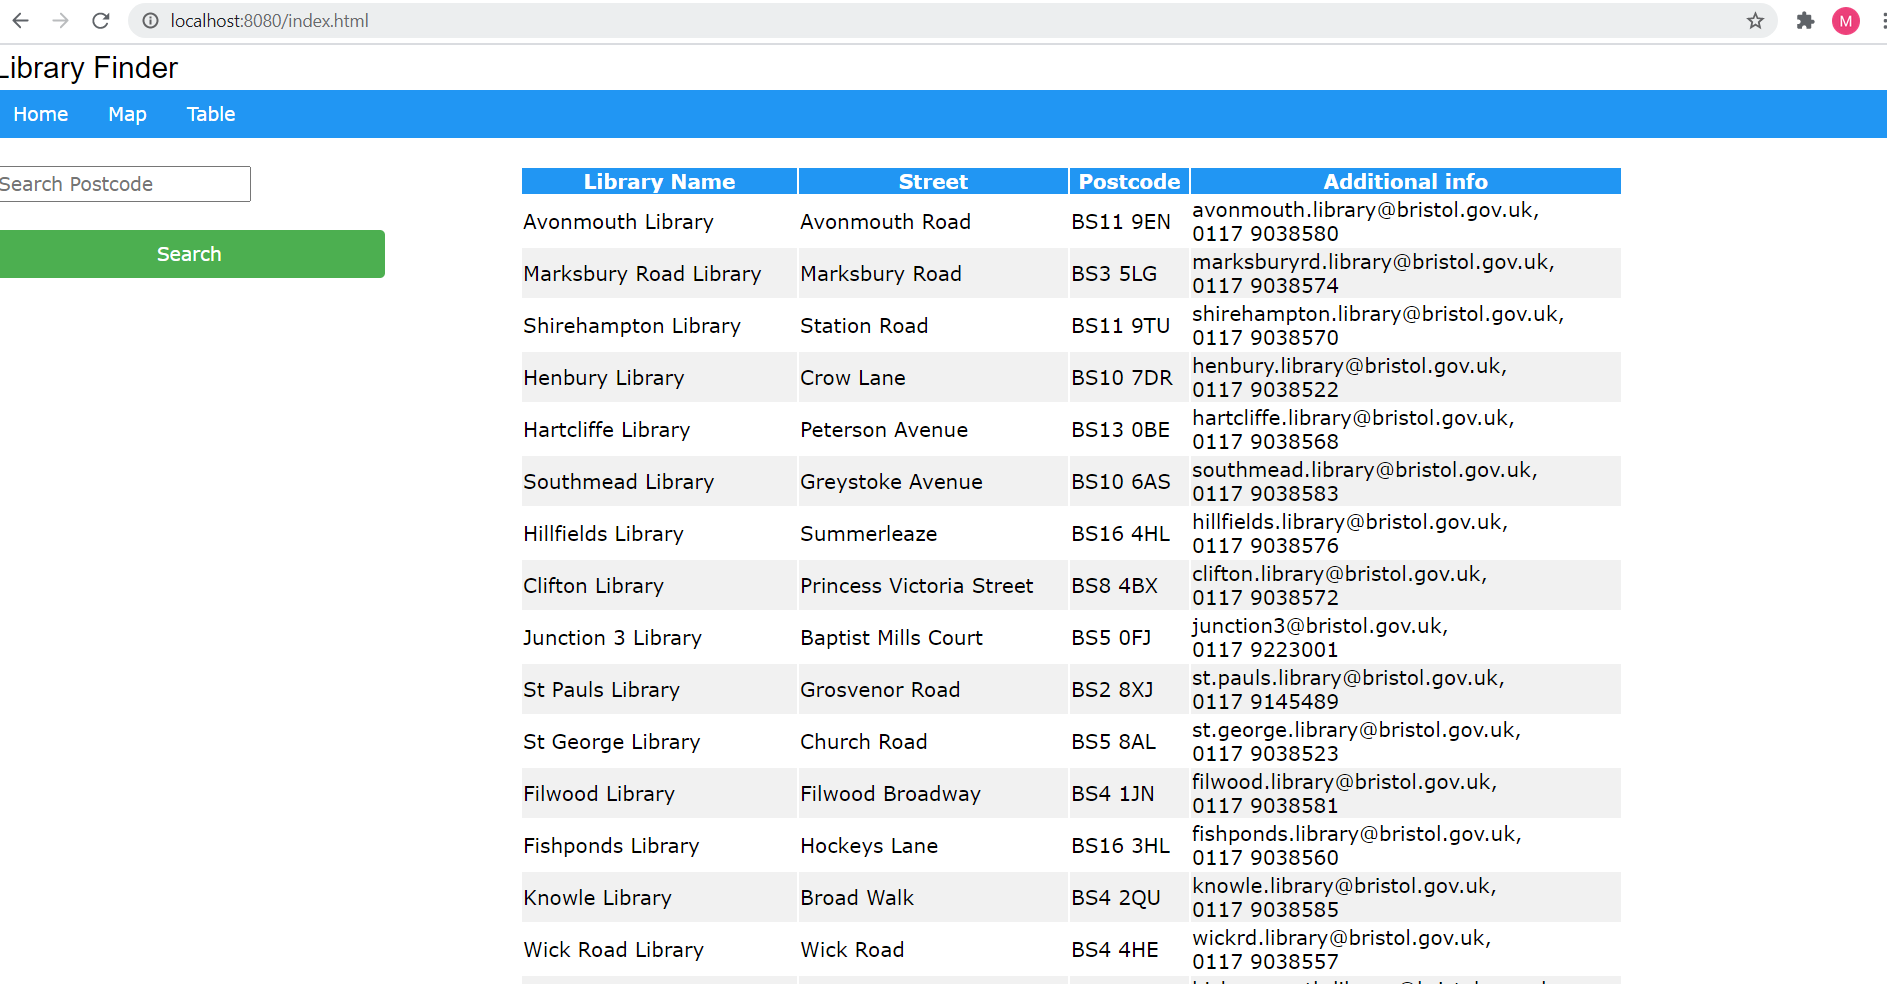 localhost:8080/index.html
M
Library Finder
Home Map Table
Search Postcode
Search
Library Name Street Postcode Additional info
Avonmouth Library Avonmouth Road BS11 9EN avonmouth.library@bristol.gov.uk,
0117 9038580
Marksbury Road Library Marksbury Road BS3 5LG marksburyrd.library@bristol.gov.uk,
0117 9038574
Shirehampton Library Station Road BS11 9TU shirehampton.library@bristol.gov.uk,
0117 9038570
Henbury Library Crow Lane BS10 7DR henbury.library@bristol.gov.uk,
0117 9038522
Hartcliffe Library Peterson Avenue BS13 0BE hartcliffe.library@bristol.gov.uk,
0117 9038568
Southmead Library Greystoke Avenue BS10 6AS southmead.library@bristol.gov.uk,
0117 9038583
Hillfields Library Summerleaze BS16 4HL hillfields.library@bristol.gov.uk,
0117 9038576
Clifton Library Princess Victoria Street BS8 4BX clifton.library@bristol.gov.uk,
0117 9038572
Junction 3 Library Baptist Mills Court BS5 0FJ junction3@bristol.gov.uk,
0117 9223001
St Pauls Library Grosvenor Road BS2 8XJ st.pauls.library@bristol.gov.uk,
0117 9145489
St George Library Church Road BS5 8AL st.george.library@bristol.gov.uk,
0117 9038523
Filwood Library Filwood Broadway BS4 1JN filwood.library@bristol.gov.uk,
0117 9038581
Fishponds Library Hockeys Lane BS16 3HL fishponds.library@bristol.gov.uk,
0117 9038560
Knowle Library Broad Walk BS4 2QU knowle.library@bristol.gov.uk,
0117 9038585
Wick Road Library Wick Road BS4 4HE wickrd.library@bristol.gov.uk,
0117 9038557